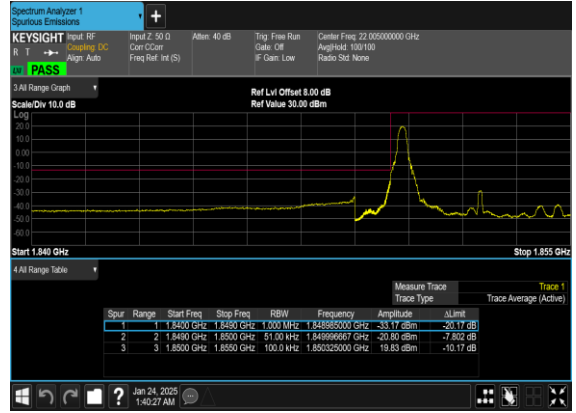 Spectrum Analyzer 1
Spurious Emissions
+
KEYSIGHT Input: RF Input Z: 50 Ω Atten: 40 dB Trig: Free Run Center Freq: 22.005000000 GHz
R T Coupling: DC Corr CCorr Gate: Off Avg|Hold: 100/100
Align: Auto Freq Ref: Int (S) IF Gain: Low Radio Std: None
PASS
3 All Range Graph
Ref Lvl Offset 8.00 dB
Scale/Div 10.0 dB Ref Value 30.00 dBm
Log
20.0
10.0
0.00
-10.0
-20.0
-30.0
-40.0
-50.0
-60.0
Start 1.840 GHz Stop 1.855 GHz
4 All Range Table
Measure Trace Trace 1
Trace Type Trace Average (Active)
Spur Range Start Freq Stop Freq RBW Frequency Amplitude ΔLimit
1 1 1.8400 GHz 1.8490 GHz 1.000 MHz 1.848985000 GHz -33.17 dBm -20.17 dB
2 2 1.8490 GHz 1.8500 GHz 51.00 kHz 1.849996667 GHz -20.80 dBm -7.802 dB
3 3 1.8500 GHz 1.8550 GHz 100.0 kHz 1.850325000 GHz 19.83 dBm -10.17 dB
? Jan 24, 2025
1:40:27 AM